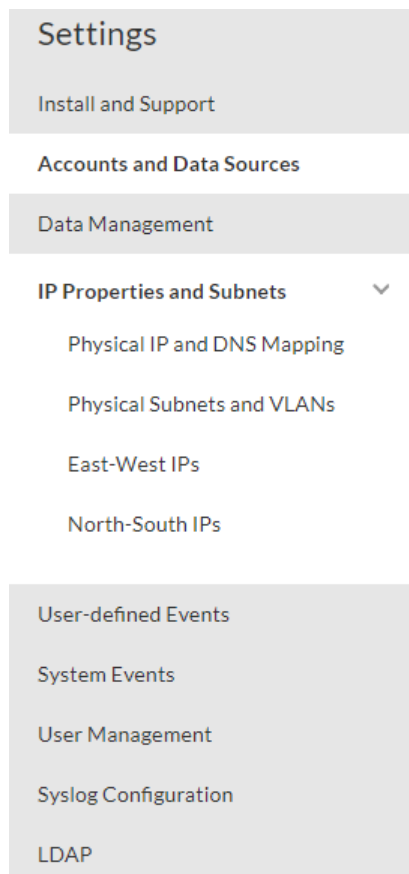 Settings
Install and Support
Accounts and Data Sources
Data Management
IP Properties and Subnets
Physical IP and DNS Mapping
Physical Subnets and VLANs
East-West IPs
North-South IPs
User-defined Events
System Events
User Management
Syslog Configuration
LDAP